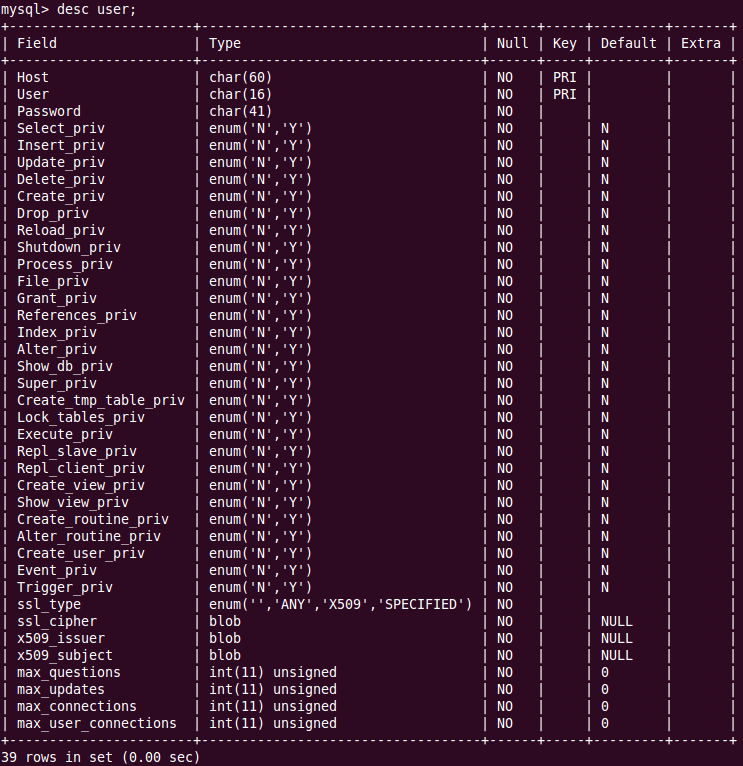 mysql> desc user;
+-----------------------+-----------------------------------+------+-----+---------+-------+
| Field                 | Type                              | Null | Key | Default | Extra |
+-----------------------+-----------------------------------+------+-----+---------+-------+
| Host                  | char(60)                          | NO   | PRI |         |       |
| User                  | char(16)                          | NO   | PRI |         |       |
| Password              | char(41)                          | NO   |     |         |       |
| Select_priv           | enum('N','Y')                     | NO   |     | N       |       |
| Insert_priv           | enum('N','Y')                     | NO   |     | N       |       |
| Update_priv           | enum('N','Y')                     | NO   |     | N       |       |
| Delete_priv           | enum('N','Y')                     | NO   |     | N       |       |
| Create_priv           | enum('N','Y')                     | NO   |     | N       |       |
| Drop_priv             | enum('N','Y')                     | NO   |     | N       |       |
| Reload_priv           | enum('N','Y')                     | NO   |     | N       |       |
| Shutdown_priv         | enum('N','Y')                     | NO   |     | N       |       |
| Process_priv          | enum('N','Y')                     | NO   |     | N       |       |
| File_priv             | enum('N','Y')                     | NO   |     | N       |       |
| Grant_priv            | enum('N','Y')                     | NO   |     | N       |       |
| References_priv       | enum('N','Y')                     | NO   |     | N       |       |
| Index_priv            | enum('N','Y')                     | NO   |     | N       |       |
| Alter_priv            | enum('N','Y')                     | NO   |     | N       |       |
| Show_db_priv          | enum('N','Y')                     | NO   |     | N       |       |
| Super_priv            | enum('N','Y')                     | NO   |     | N       |       |
| Create_tmp_table_priv | enum('N','Y')                     | NO   |     | N       |       |
| Lock_tables_priv      | enum('N','Y')                     | NO   |     | N       |       |
| Execute_priv          | enum('N','Y')                     | NO   |     | N       |       |
| Repl_slave_priv       | enum('N','Y')                     | NO   |     | N       |       |
| Repl_client_priv      | enum('N','Y')                     | NO   |     | N       |       |
| Create_view_priv      | enum('N','Y')                     | NO   |     | N       |       |
| Show_view_priv        | enum('N','Y')                     | NO   |     | N       |       |
| Create_routine_priv   | enum('N','Y')                     | NO   |     | N       |       |
| Alter_routine_priv    | enum('N','Y')                     | NO   |     | N       |       |
| Create_user_priv      | enum('N','Y')                     | NO   |     | N       |       |
| Event_priv            | enum('N','Y')                     | NO   |     | N       |       |
| Trigger_priv          | enum('N','Y')                     | NO   |     | N       |       |
| ssl_type              | enum('','ANY','X509','SPECIFIED') | NO   |     |         |       |
| ssl_cipher            | blob                              | NO   |     | NULL    |       |
| x509_issuer           | blob                              | NO   |     | NULL    |       |
| x509_subject          | blob                              | NO   |     | NULL    |       |
| max_questions         | int(11) unsigned                  | NO   |     | 0       |       |
| max_updates           | int(11) unsigned                  | NO   |     | 0       |       |
| max_connections       | int(11) unsigned                  | NO   |     | 0       |       |
| max_user_connections  | int(11) unsigned                  | NO   |     | 0       |       |
+-----------------------+-----------------------------------+------+-----+---------+-------+
39 rows in set (0.00 sec)